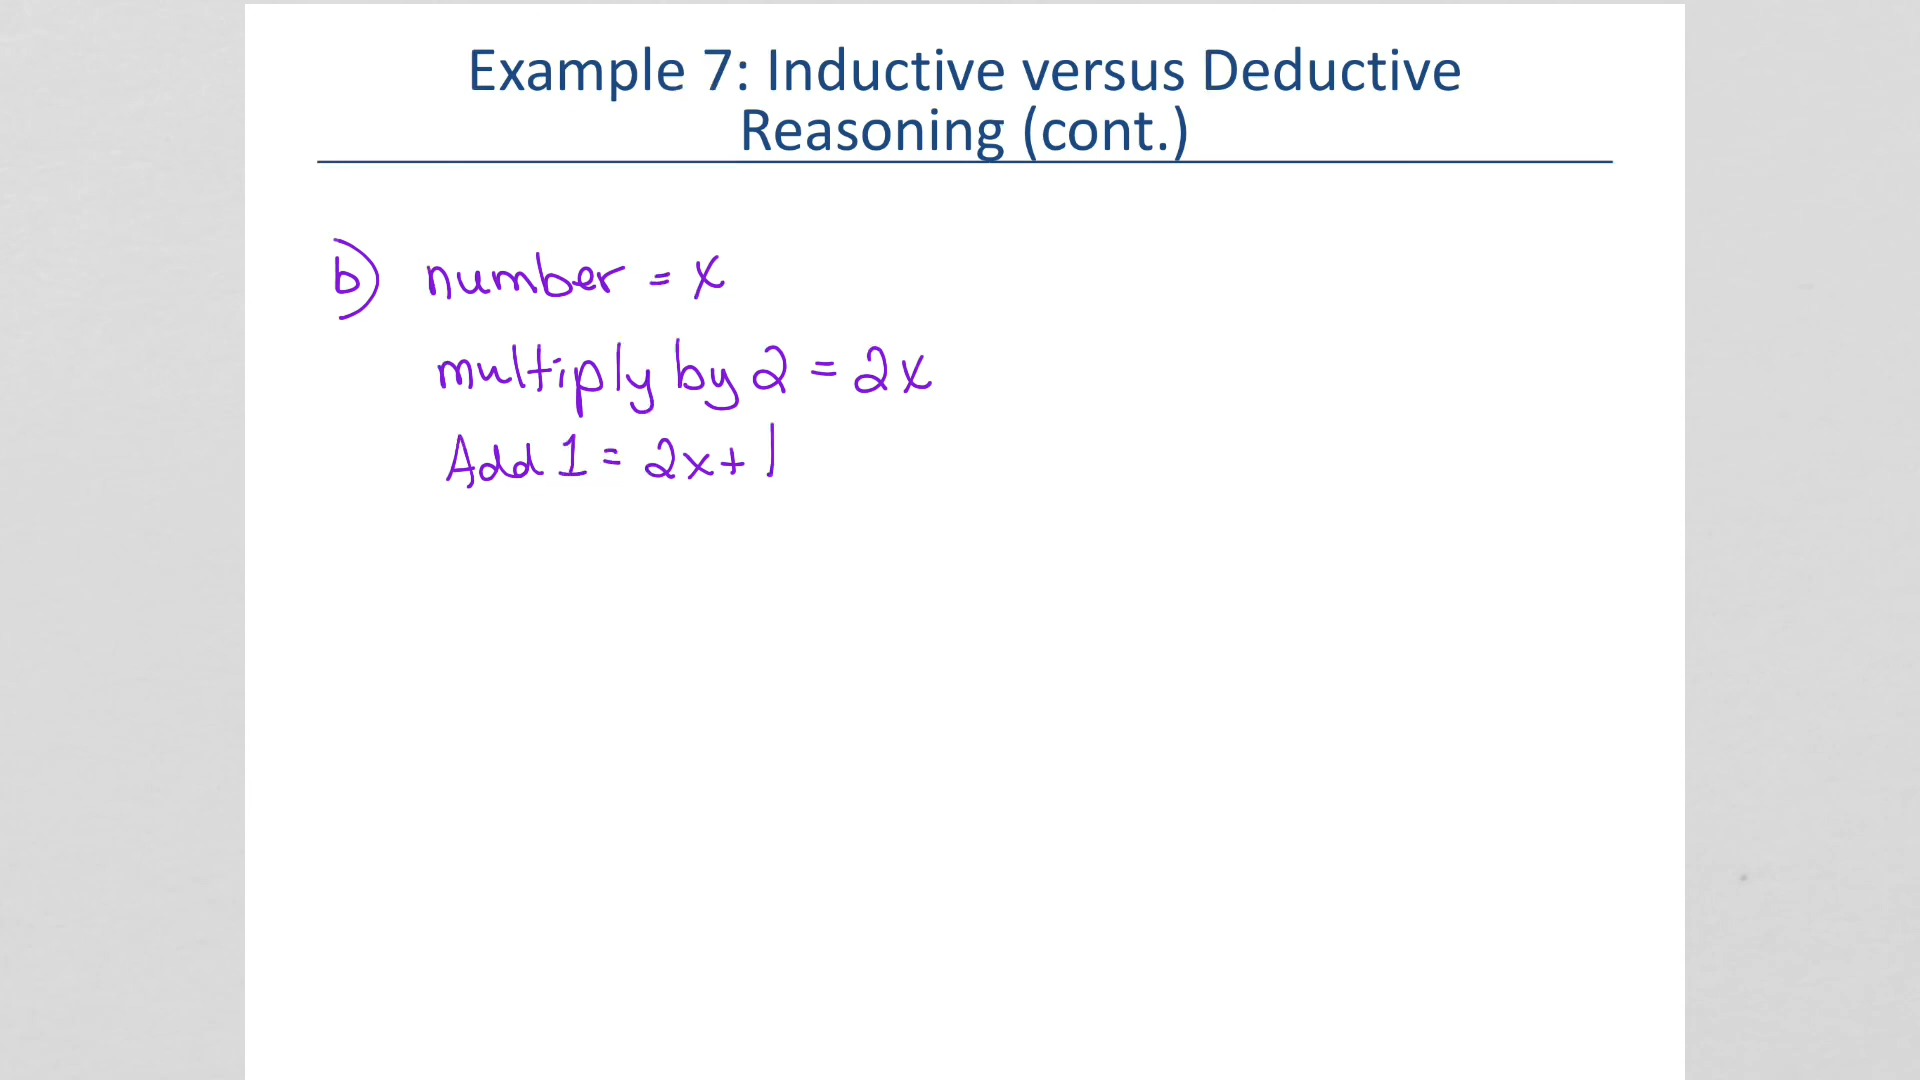 Example 7: Inductive versus Deductive
Reasoning (cont.)
b) number = x
multiply by 2 = 2x
Add 1 = 2x+1